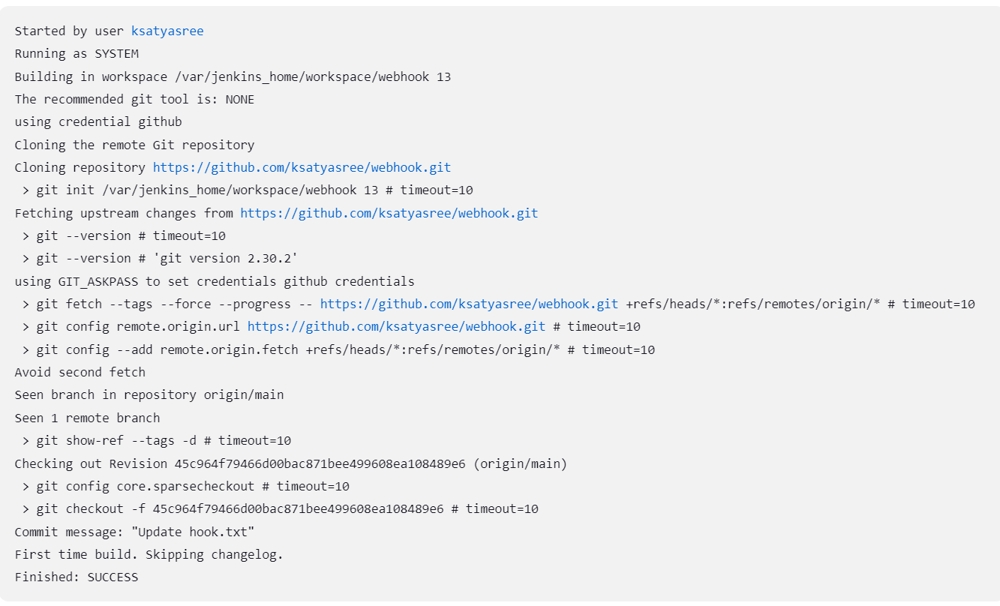 Started by user ksatyasree
Running as SYSTEM
Building in workspace /var/jenkins_home/workspace/webhook 13
The recommended git tool is: NONE
using credential github
Cloning the remote Git repository
Cloning repository https://github.com/ksatyasree/webhook.git
 > git init /var/jenkins_home/workspace/webhook 13 # timeout=10
Fetching upstream changes from https://github.com/ksatyasree/webhook.git
 > git --version # timeout=10
 > git --version # 'git version 2.30.2'
using GIT_ASKPASS to set credentials github credentials
 > git fetch --tags --force --progress -- https://github.com/ksatyasree/webhook.git +refs/heads/*:refs/remotes/origin/* # timeout=10
 > git config remote.origin.url https://github.com/ksatyasree/webhook.git # timeout=10
 > git config --add remote.origin.fetch +refs/heads/*:refs/remotes/origin/* # timeout=10
Avoid second fetch
Seen branch in repository origin/main
Seen 1 remote branch
 > git show-ref --tags -d # timeout=10
Checking out Revision 45c964f79466d00bac871bee499608ea108489e6 (origin/main)
 > git config core.sparsecheckout # timeout=10
 > git checkout -f 45c964f79466d00bac871bee499608ea108489e6 # timeout=10
Commit message: "Update hook.txt"
First time build. Skipping changelog.
Finished: SUCCESS